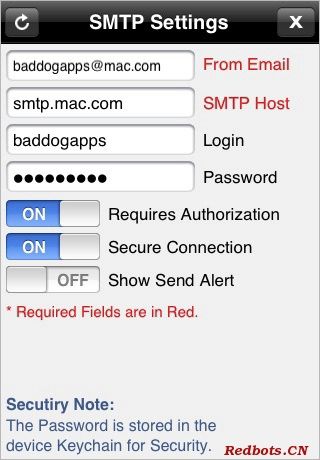 SMTP Settings
X
baddogapps@mac.com From Email
smtp.mac.com SMTP Host
baddogapps Login
●●●●●●●●● Password
ON Requires Authorization
ON Secure Connection
OFF Show Send Alert
* Required Fields are in Red.
Secutiry Note:
The Password is stored in the
device Keychain for Security.
Redbots.CN